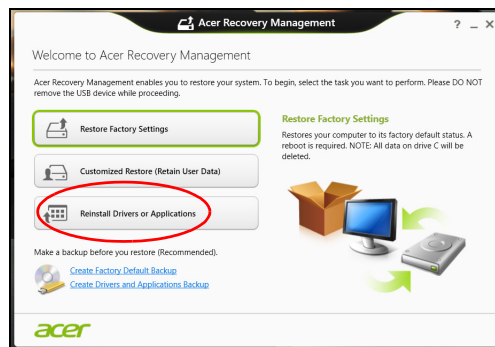 Acer Recovery Management
? _ X
Welcome to Acer Recovery Management
Acer Recovery Management enables you to restore your system. To begin, select the task you want to perform. Please DO NOT
remove the USB device while proceeding.
Restore Factory Settings
Customized Restore (Retain User Data)
Reinstall Drivers or Applications
Restore Factory Settings
Restores your computer to its factory default status. A
reboot is required. NOTE: All data on drive C will be
deleted.
Make a backup before you restore (Recommended).
Create Factory Default Backup
Create Drivers and Applications Backup
acer